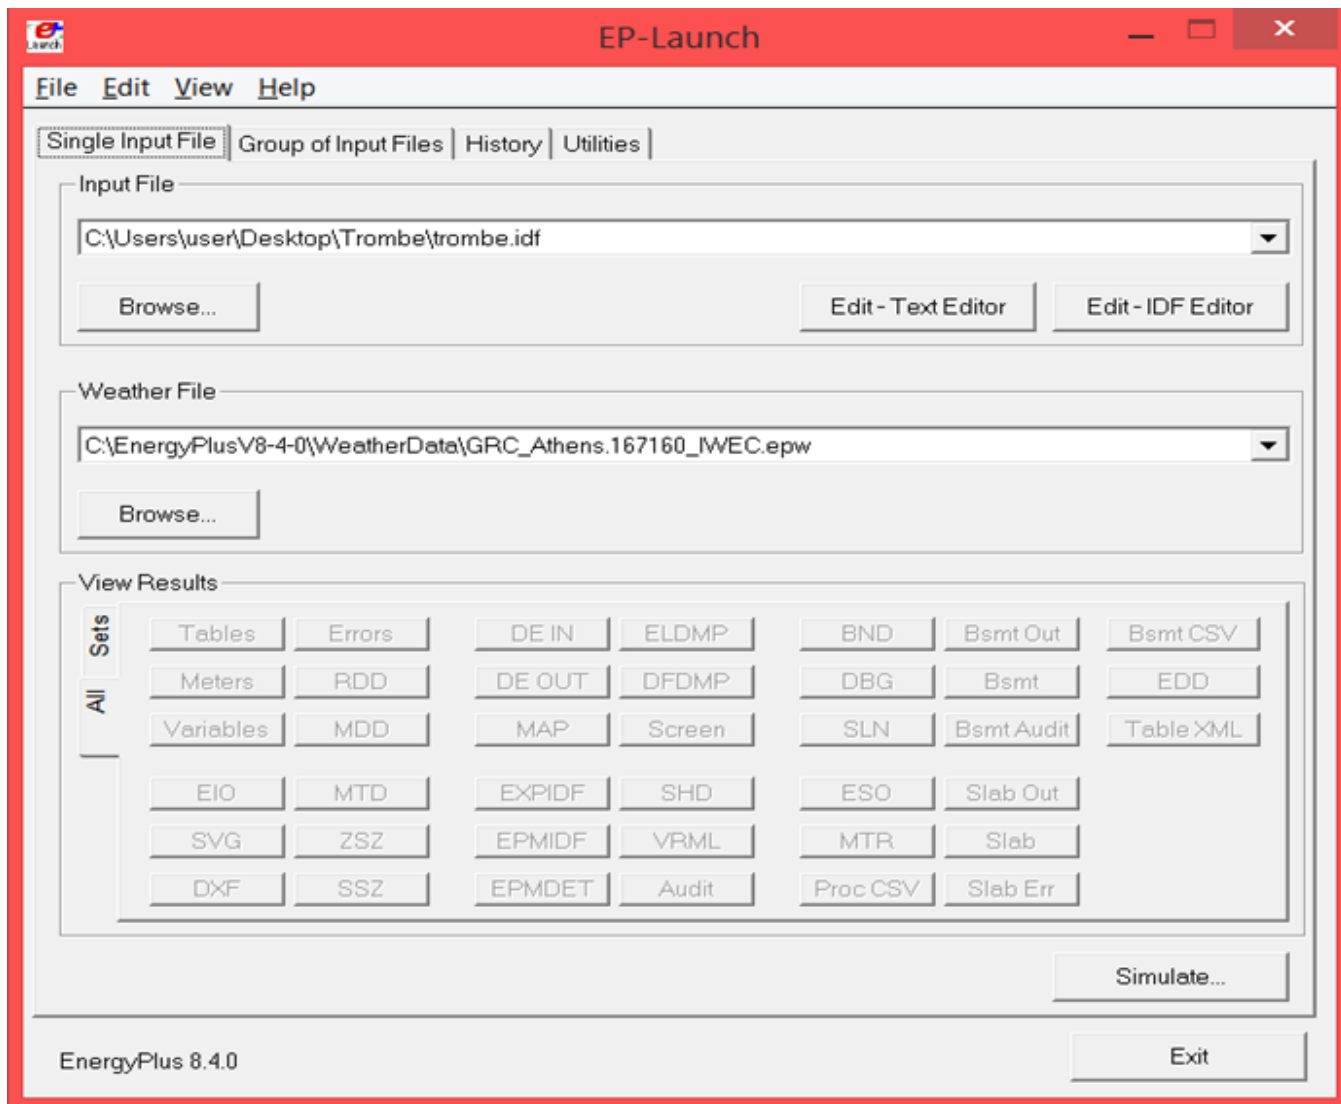 e+
Launch
EP-Launch
File Edit View Help
Single Input File Group of Input Files History Utilities
Input File
C:\Users\user\Desktop\Trombe\trombe.idf
Browse... Edit - Text Editor Edit - IDF Editor
Weather File
C:\EnergyPlusV8-4-0\WeatherData\GRC_Athens.167160_IWEC.epw
Browse...
View Results
Sets
All
Tables Errors DE IN ELDMP BND Bsmt Out Bsmt CSV
Meters RDD DE OUT DFDMP DBG Bsmt EDD
Variables MDD MAP Screen SLN Bsmt Audit Table XML
EIO MTD EXPIDF SHD ESO Slab Out
SVG ZSZ EPMIDF VRML MTR Slab
DXF SSZ EPMDET Audit Proc CSV Slab Err
Simulate...
EnergyPlus 8.4.0 Exit